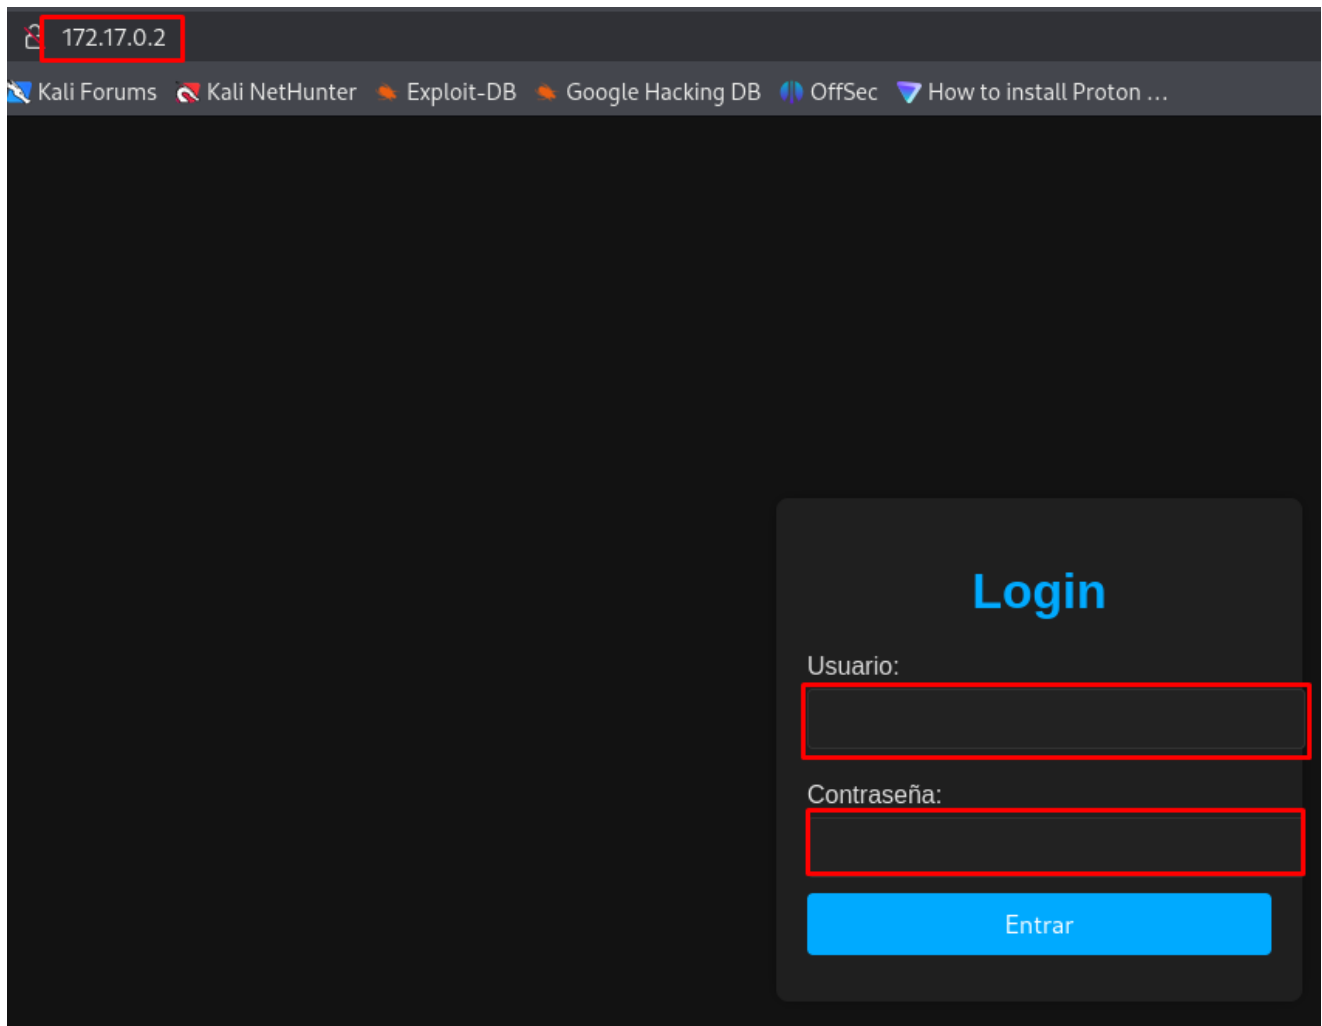 172.17.0.2
Kali Forums Kali NetHunter Exploit-DB Google Hacking DB OffSec How to install Proton ...
Login
Usuario:
Contraseña:
Entrar